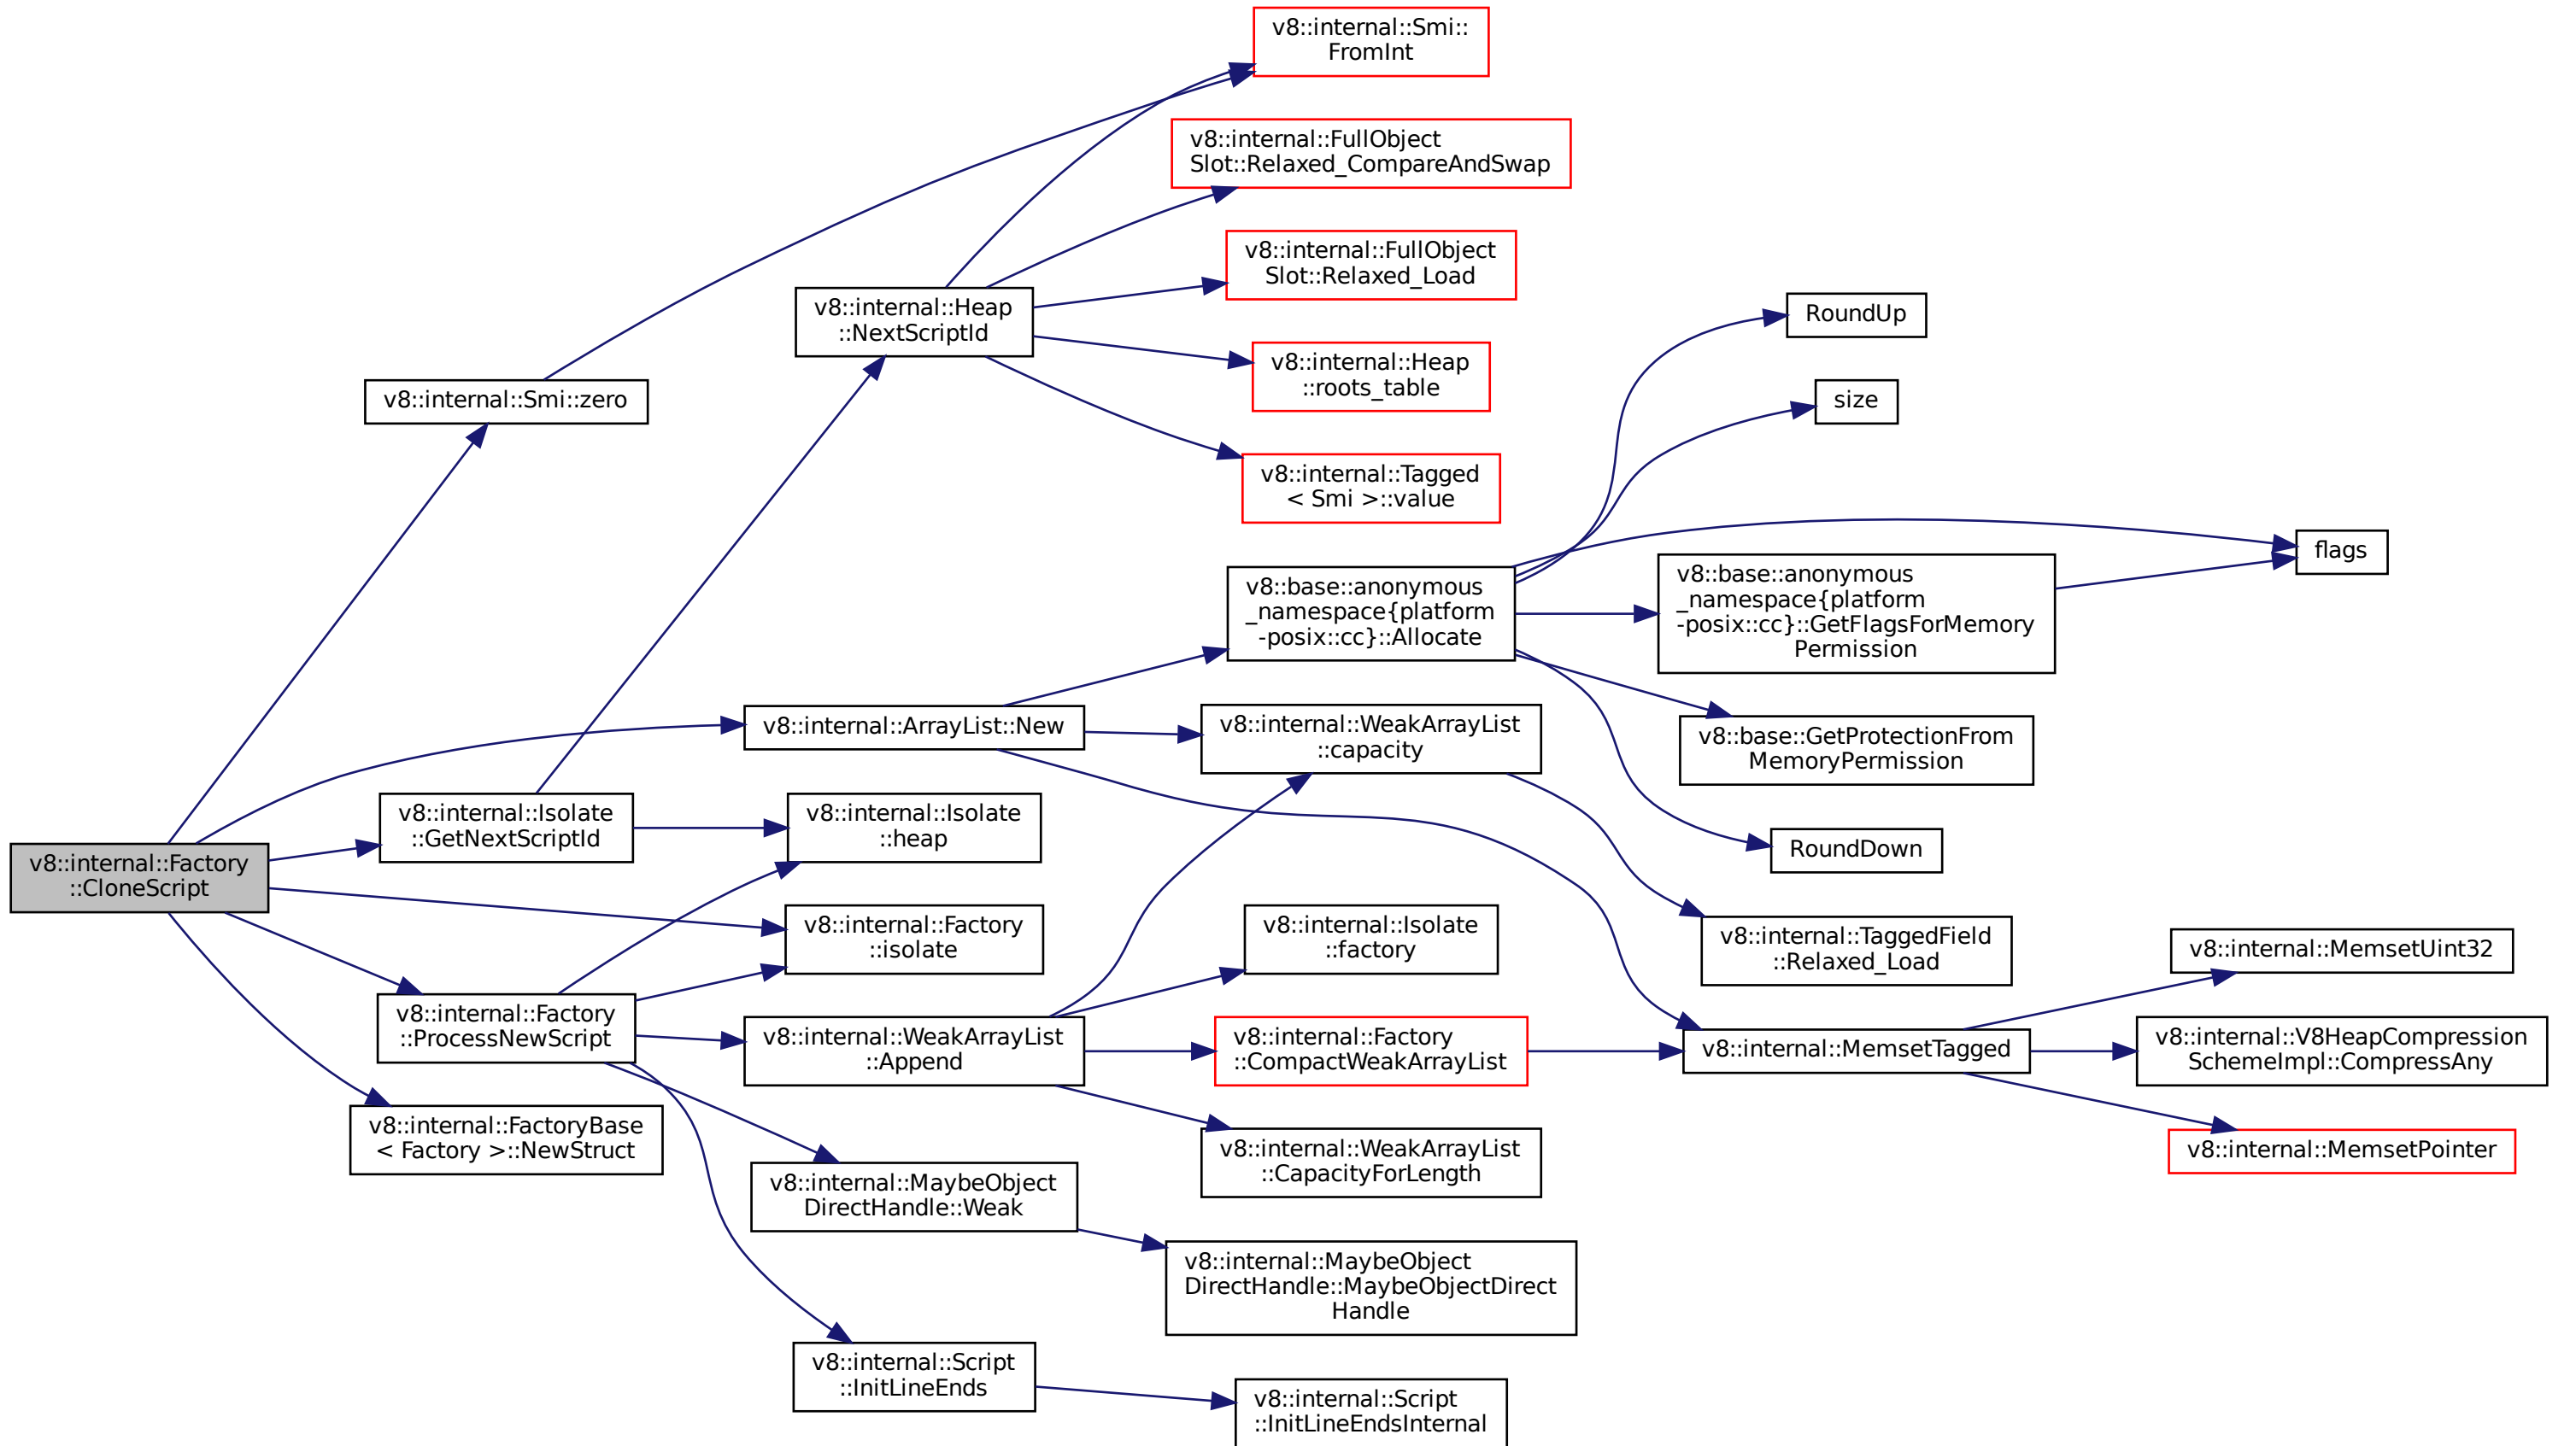 v8::internal::Smi::
FromInt
v8::internal::FullObject
Slot::Relaxed_CompareAndSwap
v8::internal::FullObject
Slot::Relaxed_Load
v8::internal::Heap
::NextScriptId
v8::internal::Heap
::roots_table
v8::internal::Smi::zero
v8::internal::Tagged
< Smi >::value
RoundUp
size
flags
v8::base::anonymous
_namespace{platform
-posix::cc}::Allocate
v8::base::anonymous
_namespace{platform
-posix::cc}::GetFlagsForMemory
Permission
v8::internal::ArrayList::New
v8::internal::WeakArrayList
::capacity
v8::base::GetProtectionFrom
MemoryPermission
v8::internal::Isolate
::GetNextScriptId
v8::internal::Isolate
::heap
RoundDown
v8::internal::Factory
::CloneScript
v8::internal::Factory
::isolate
v8::internal::Isolate
::factory
v8::internal::TaggedField
::Relaxed_Load
v8::internal::MemsetUint32
v8::internal::Factory
::ProcessNewScript
v8::internal::WeakArrayList
::Append
v8::internal::Factory
::CompactWeakArrayList
v8::internal::MemsetTagged
v8::internal::V8HeapCompression
SchemeImpl::CompressAny
v8::internal::FactoryBase
< Factory >::NewStruct
v8::internal::WeakArrayList
::CapacityForLength
v8::internal::MemsetPointer
v8::internal::MaybeObject
DirectHandle::Weak
v8::internal::MaybeObject
DirectHandle::MaybeObjectDirect
Handle
v8::internal::Script
::InitLineEnds
v8::internal::Script
::InitLineEndsInternal